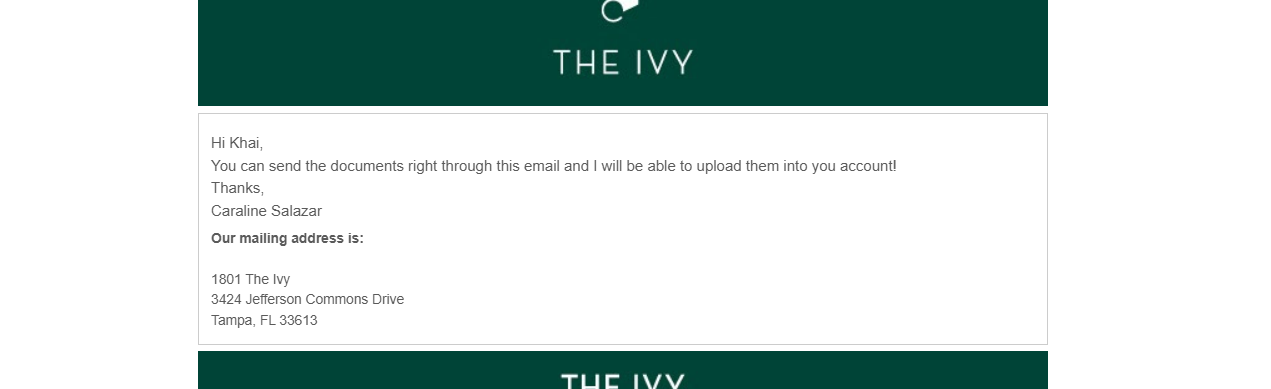 THE IVY
Hi Khai,
You can send the documents right through this email and I will be able to upload them into you account!
Thanks,
Caraline Salazar
Our mailing address is:
1801 The Ivy
3424 Jefferson Commons Drive
Tampa, FL 33613
THE IVY